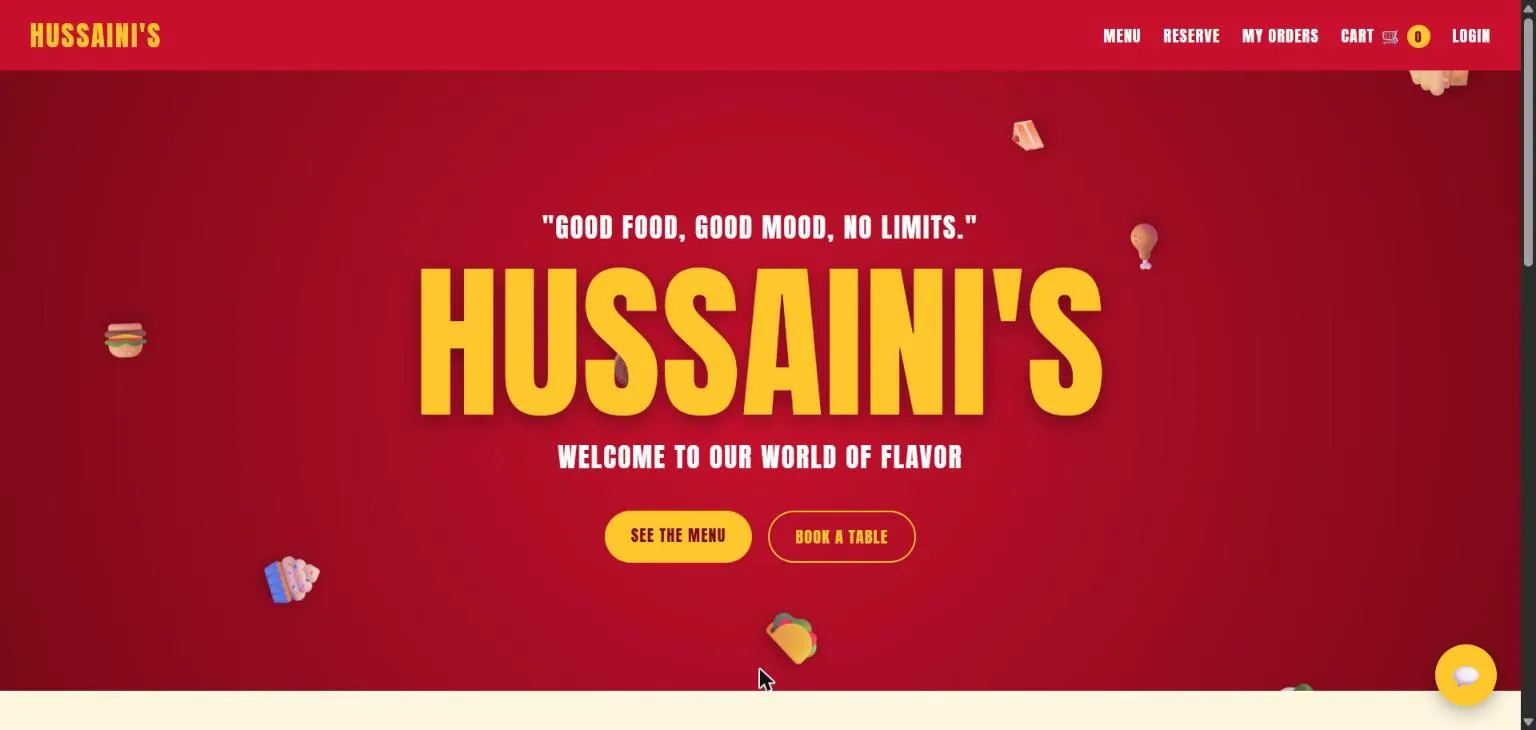 HUSSAINI'S
MENU RESERVE MY ORDERS CART 0 LOGIN
"GOOD FOOD, GOOD MOOD, NO LIMITS."
HUSSAINI'S
WELCOME TO OUR WORLD OF FLAVOR
SEE THE MENU
BOOK A TABLE